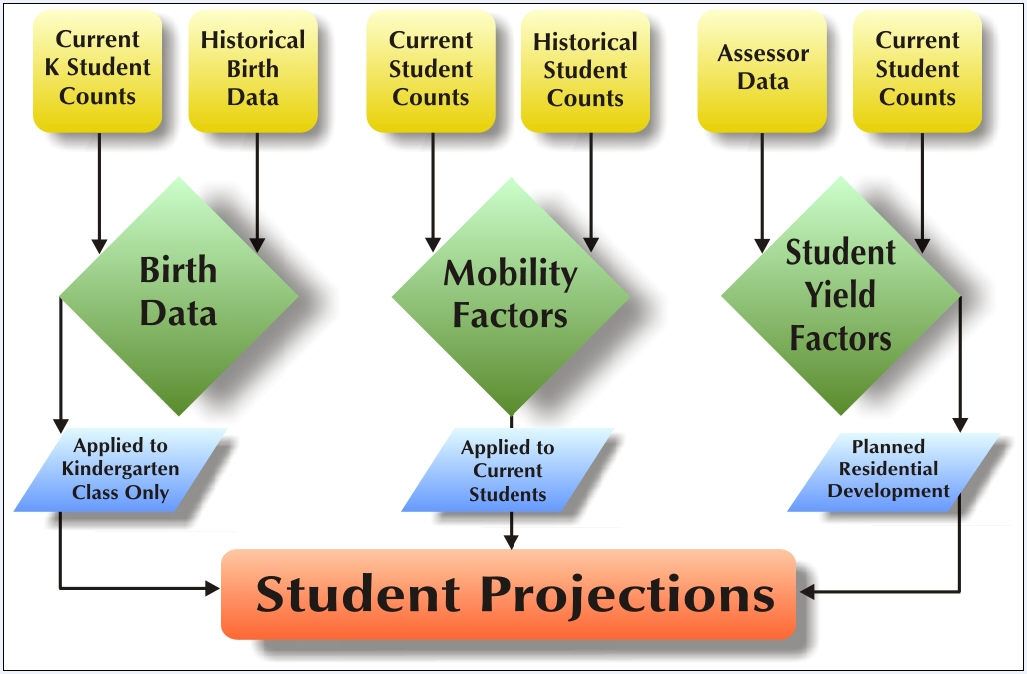 Current
K Student
Counts
Historical
Birth
Data
Current
Student
Counts
Historical
Student
Counts
Assessor
Data
Current
Student
Counts
Birth
Data
Mobility
Factors
Student
Yield
Factors
Applied to
Kindergarten
Class Only
Applied to
Current
Students
Planned
Residential
Development
Student Projections